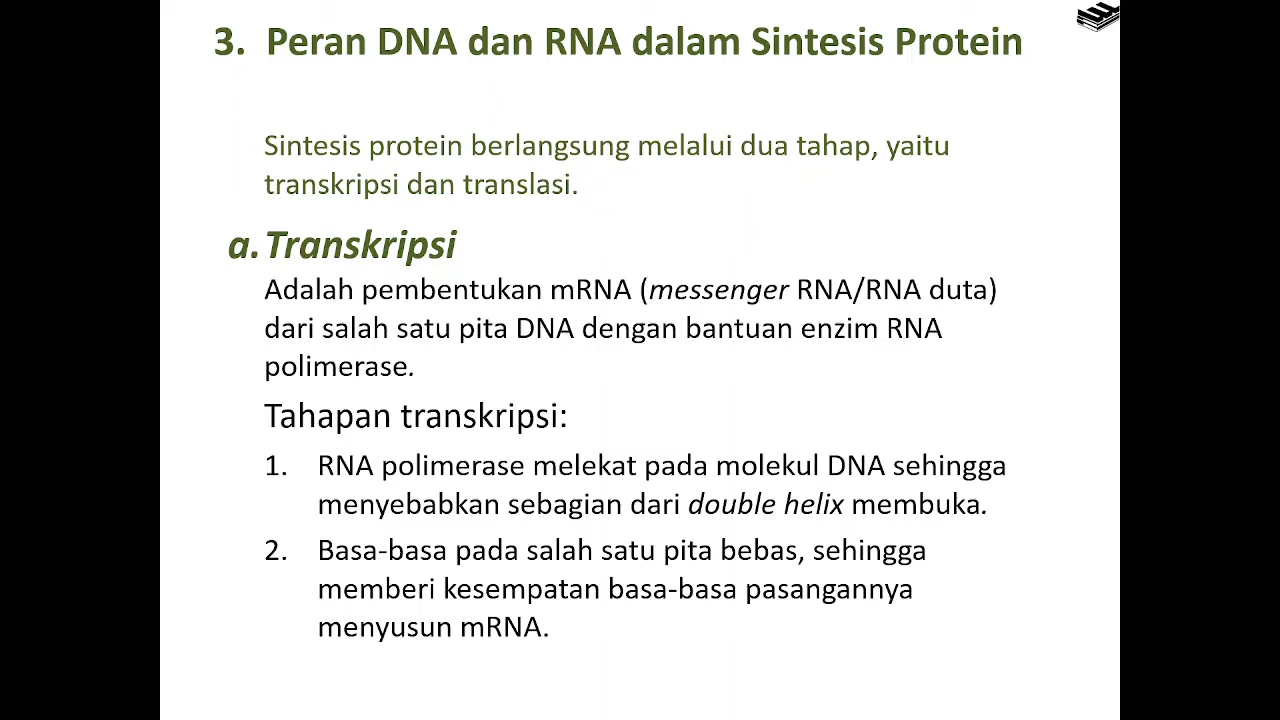 3. Peran DNA dan RNA dalam Sintesis Protein
Sintesis protein berlangsung melalui dua tahap, yaitu
transkripsi dan translasi.
a. Transkripsi
Adalah pembentukan mRNA (messenger RNA/RNA duta)
dari salah satu pita DNA dengan bantuan enzim RNA
polimerase.
Tahapan transkripsi:
1. RNA polimerase melekat pada molekul DNA sehingga
menyebabkan sebagian dari double helix membuka.
2. Basa-basa pada salah satu pita bebas, sehingga
memberi kesempatan basa-basa pasangannya
menyusun mRNA.